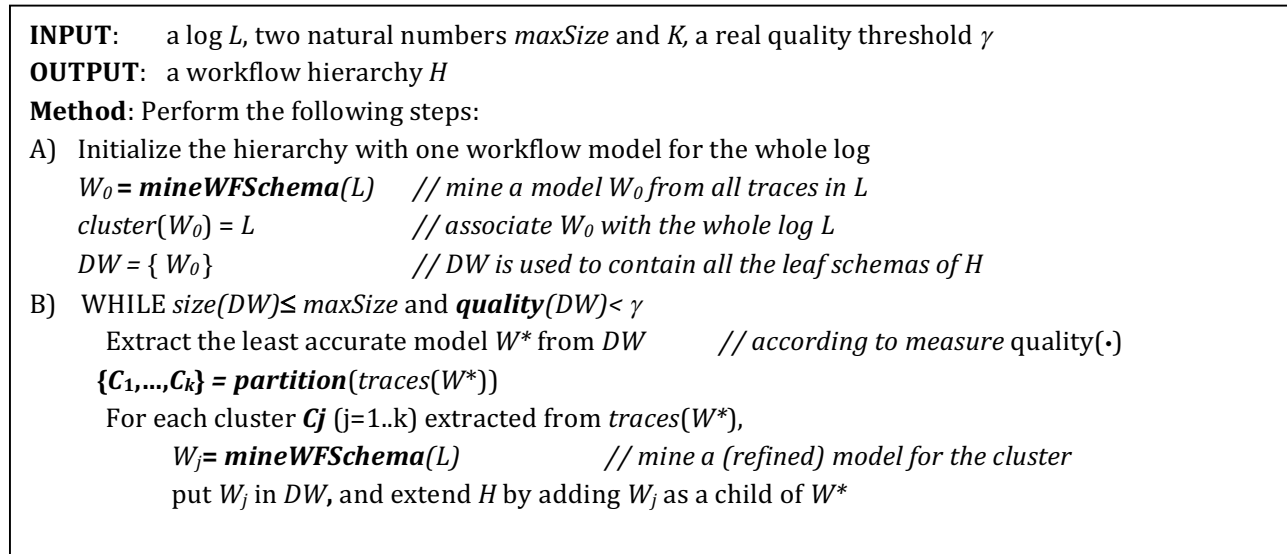 INPUT: a log L, two natural numbers maxSize and K, a real quality threshold γ
OUTPUT: a workflow hierarchy H
Method: Perform the following steps:
A) Initialize the hierarchy with one workflow model for the whole log
W0 = mineWFSchema(L) // mine a model W0 from all traces in L
cluster(W0) = L // associate W0 with the whole log L
DW = { W0 } // DW is used to contain all the leaf schemas of H
B) WHILE size(DW)≤ maxSize and quality(DW)< γ
Extract the least accurate model W* from DW // according to measure quality(·)
{C1,...,Ck} = partition(traces(W*))
For each cluster Cj (j=1..k) extracted from traces(W*),
Wj= mineWFSchema(L) // mine a (refined) model for the cluster
put Wj in DW, and extend H by adding Wj as a child of W*